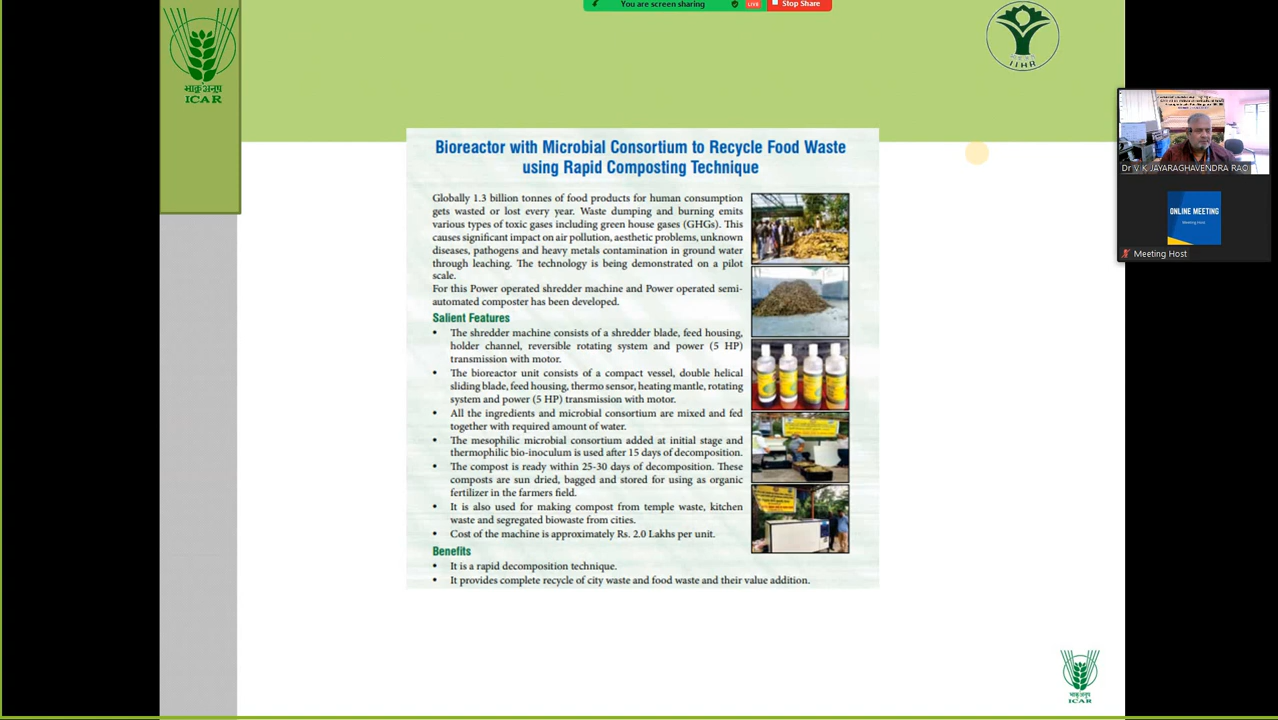 You are screen sharing
LIVE
Stop Share
भाकृअनुप
ICAR
IIHR
Bioreactor with Microbial Consortium to Recycle Food Waste
using Rapid Composting Technique
Globally 1.3 billion tonnes of food products for human consumption
gets wasted or lost every year. Waste dumping and burning emits
various types of toxic gases including green house gases (GHGs). This
causes significant impact on air pollution, aesthetic problems, unknown
diseases, pathogens and heavy metals contamination in ground water
through leaching. The technology is being demonstrated on a pilot
scale.
For this Power operated shredder machine and Power operated semi-
automated composter has been developed.
Salient Features
• The shredder machine consists of a shredder blade, feed housing,
holder channel, reversible rotating system and power (5 HP)
transmission with motor.
• The bioreactor unit consists of a compact vessel, double helical
sliding blade, feed housing, thermo sensor, heating mantle, rotating
system and power (5 HP) transmission with motor.
• All the ingredients and microbial consortium are mixed and fed
together with required amount of water.
• The mesophilic microbial consortium added at initial stage and
thermophilic bio-inoculum is used after 15 days of decomposition.
• The compost is ready within 25-30 days of decomposition. These
composts are sun dried, bagged and stored for using as organic
fertilizer in the farmers field.
• It is also used for making compost from temple waste, kitchen
waste and segregated biowaste from cities.
• Cost of the machine is approximately Rs. 2.0 Lakhs per unit.
Benefits
• It is a rapid decomposition technique.
• It provides complete recycle of city waste and food waste and their value addition.
Dr V K JAYARAGHAVENDRA RAO
ONLINE MEETING
Meeting Host
Meeting Host
भाकृअनुप
ICAR